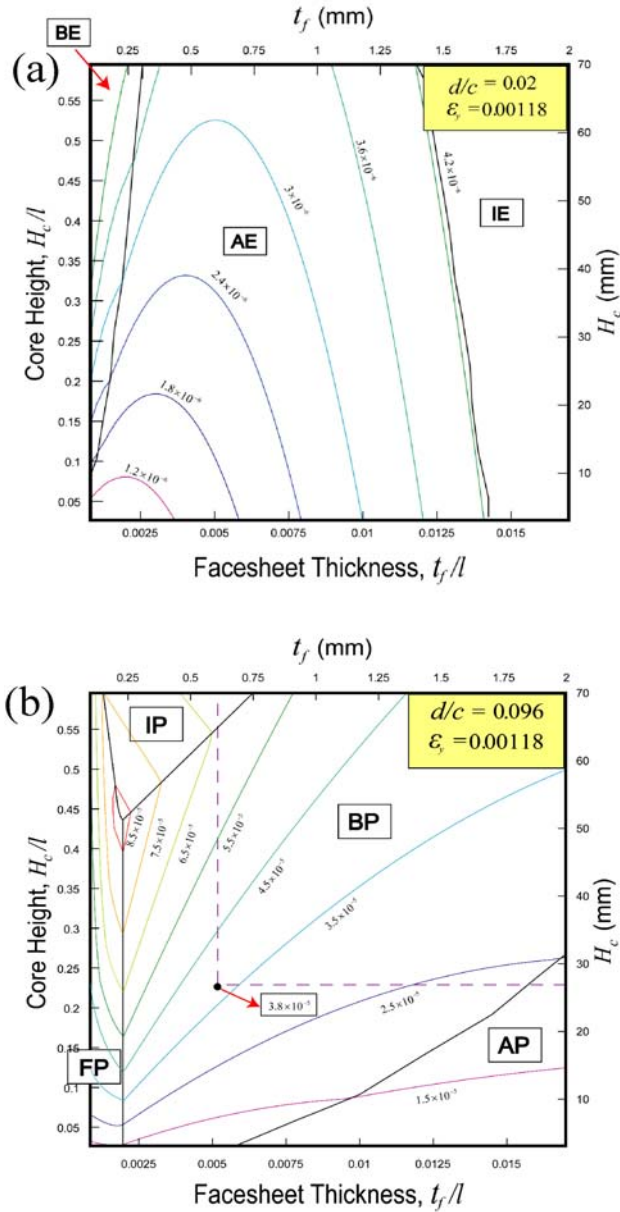 t_f (mm)
0.25 0.5 0.75 1 1.25 1.5 1.75 2
BE
(a)
d/c = 0.02
ε_y = 0.00118
70
60
50
40
30
20
10
H_c (mm)
0.55
0.5
0.45
0.4
0.35
0.3
0.25
0.2
0.15
0.1
0.05
Core Height, H_c/l
AE
IE
4.2×10⁻⁶
3.6×10⁻⁶
3×10⁻⁶
2.4×10⁻⁶
1.8×10⁻⁶
1.2×10⁻⁶
0.0025 0.005 0.0075 0.01 0.0125 0.015
Facesheet Thickness, t_f/l
t_f (mm)
0.25 0.5 0.75 1 1.25 1.5 1.75 2
(b)
d/c = 0.096
ε_y = 0.00118
70
60
50
40
30
20
10
H_c (mm)
0.55
0.5
0.45
0.4
0.35
0.3
0.25
0.2
0.15
0.1
0.05
Core Height, H_c/l
IP
BP
FP
AP
8.5×10⁻⁵
7.5×10⁻⁵
6.5×10⁻⁵
5.5×10⁻⁵
4.5×10⁻⁵
3.5×10⁻⁵
3.8×10⁻⁵
2.5×10⁻⁵
1.5×10⁻⁵
0.0025 0.005 0.0075 0.01 0.0125 0.015
Facesheet Thickness, t_f/l